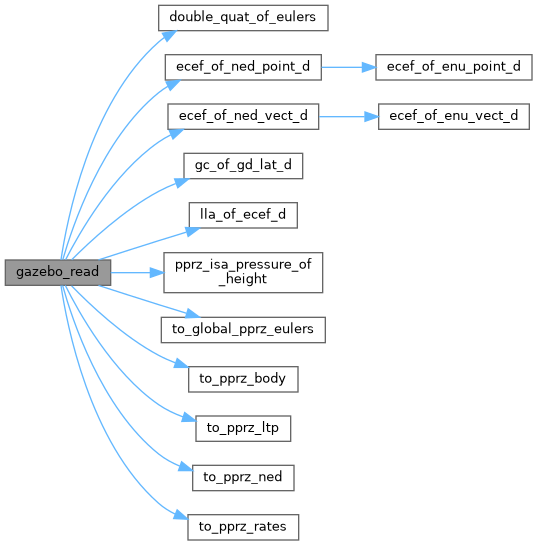 double_quat_of_eulers
ecef_of_ned_point_d
ecef_of_enu_point_d
ecef_of_ned_vect_d
ecef_of_enu_vect_d
gc_of_gd_lat_d
lla_of_ecef_d
gazebo_read
pprz_isa_pressure_of
_height
to_global_pprz_eulers
to_pprz_body
to_pprz_ltp
to_pprz_ned
to_pprz_rates